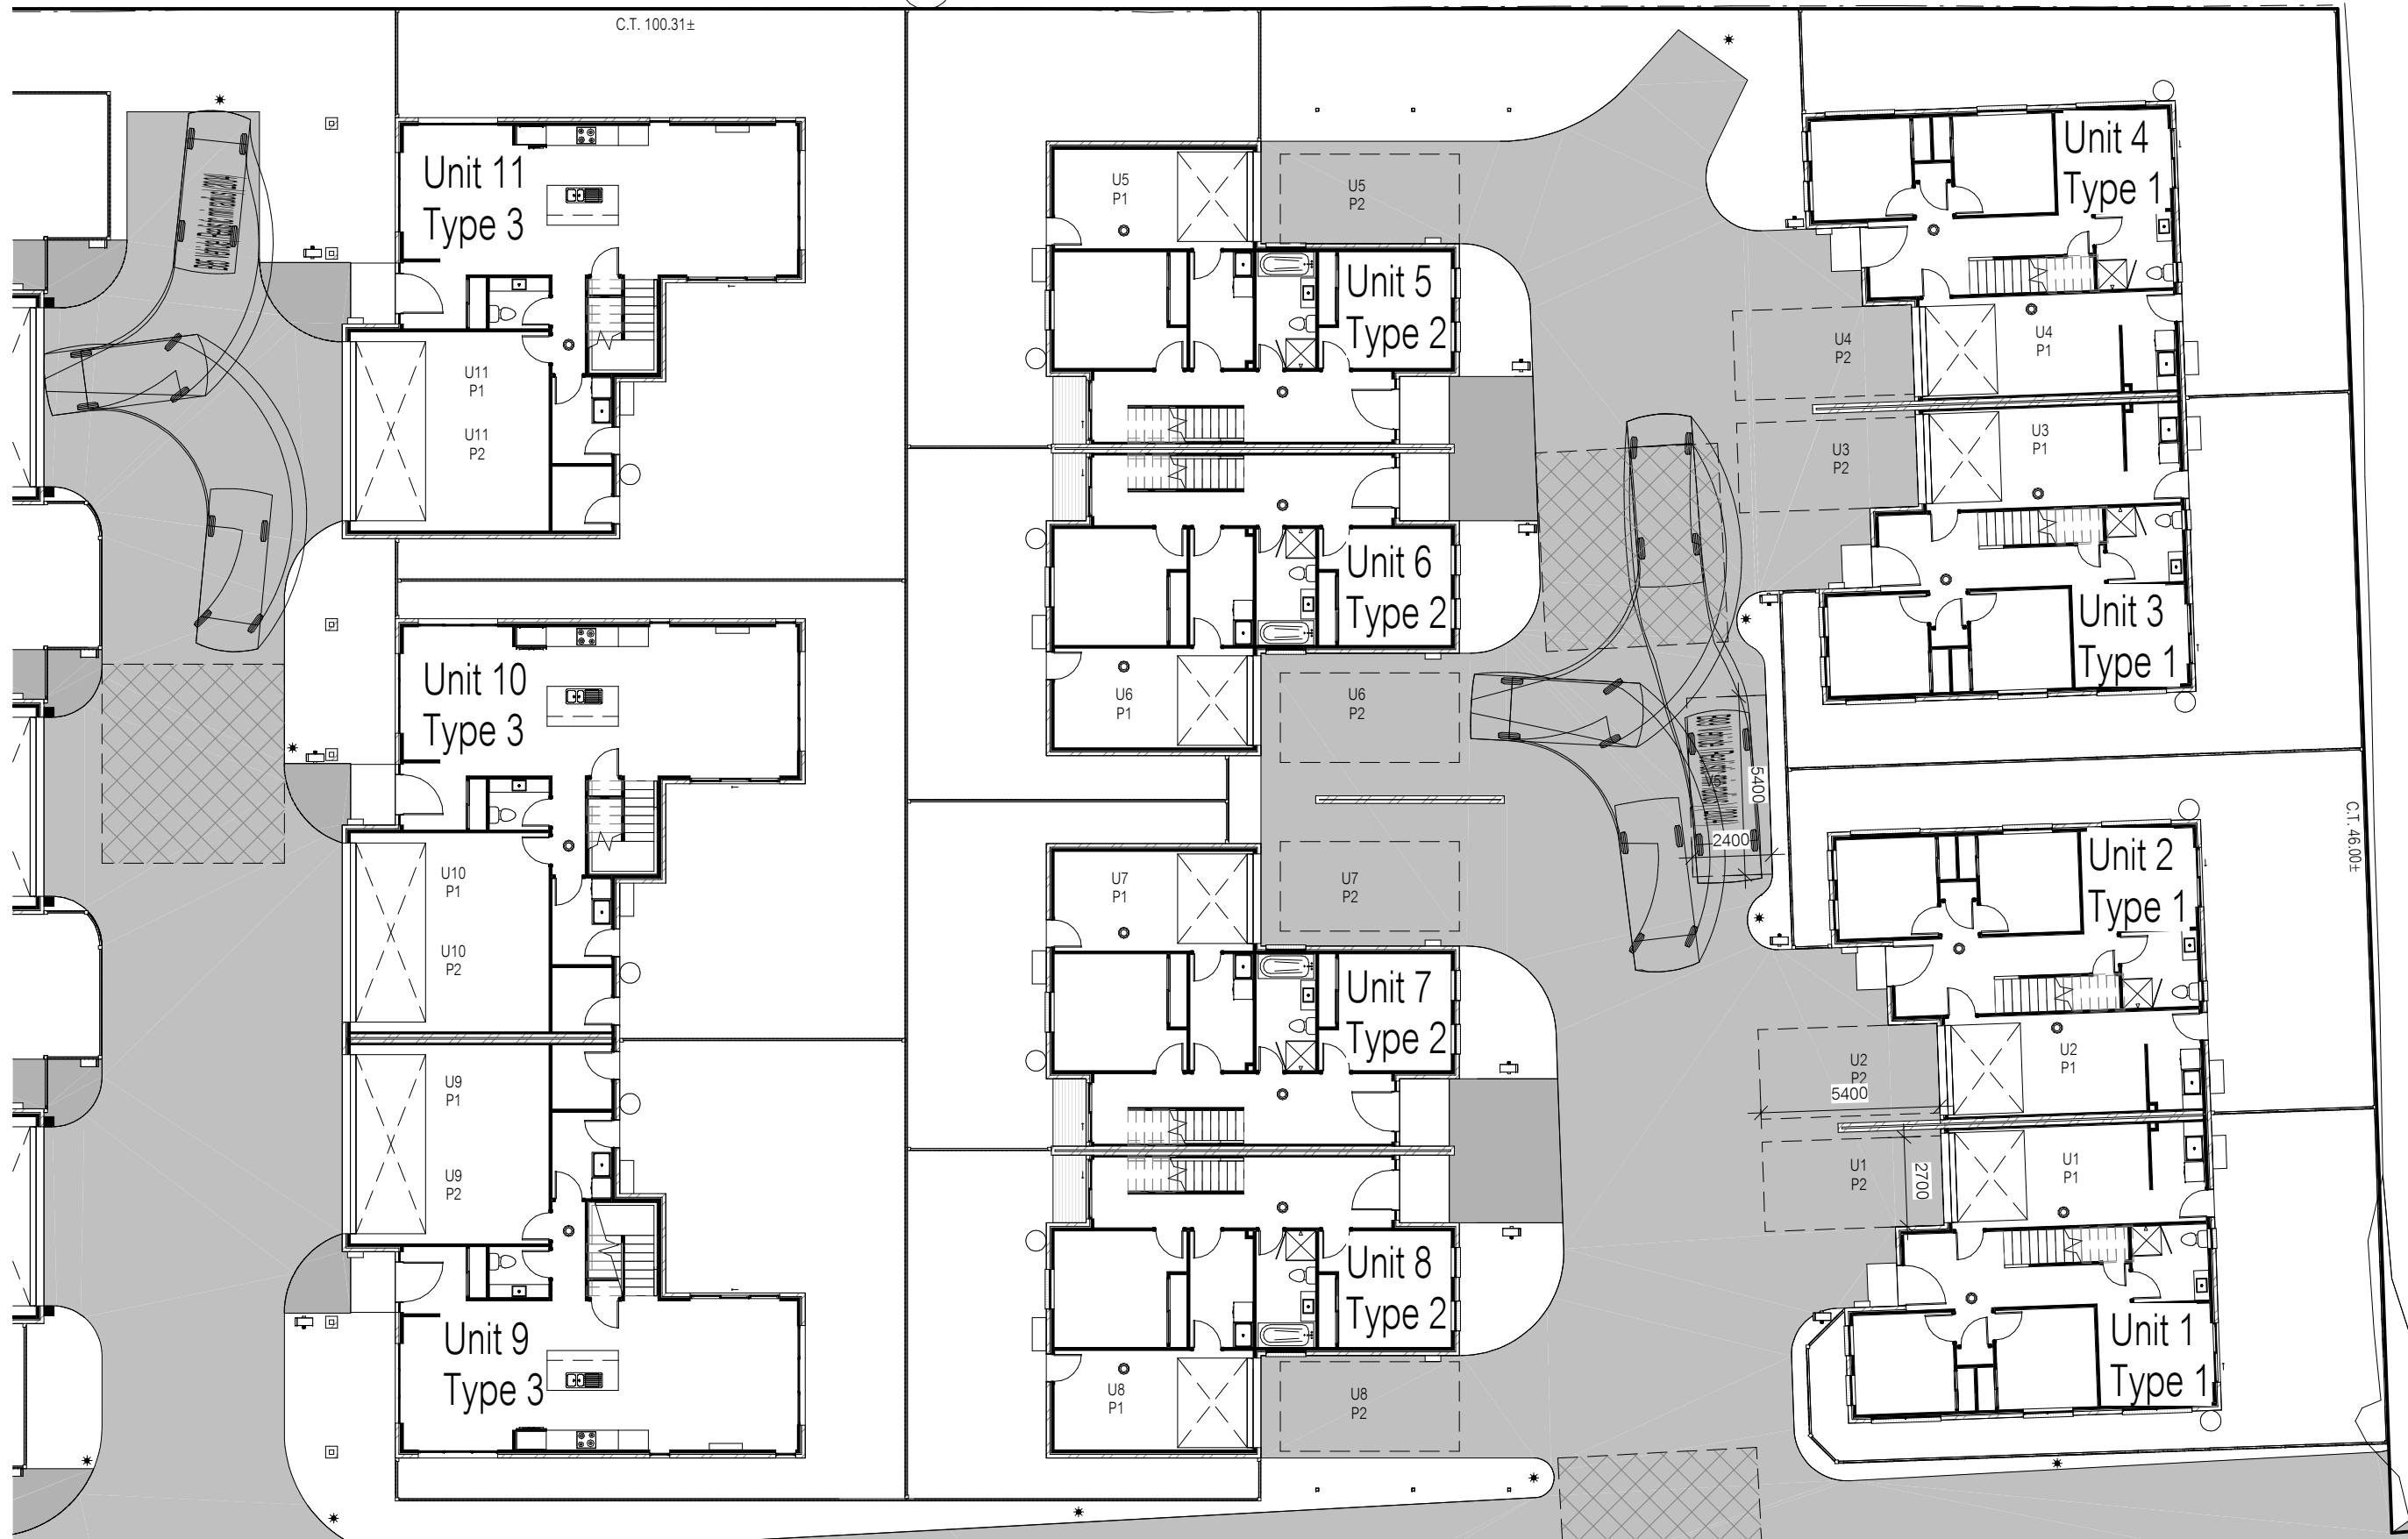 C.T. 100.31±
Unit 11
Type 3
U11
P1
U11
P2
Unit 10
Type 3
U10
P1
U10
P2
U9
P1
U9
P2
Unit 9
Type 3
U5
P1
U5
P2
Unit 5
Type 2
Unit 6
Type 2
U6
P1
U6
P2
U7
P1
U7
P2
Unit 7
Type 2
Unit 8
Type 2
U8
P1
U8
P2
Unit 4
Type 1
U4
P2
U4
P1
U3
P2
U3
P1
Unit 3
Type 1
5400
2400
Unit 2
Type 1
C.T. 46.00±
U2
P2
U2
P1
5400
U1
P2
2700
U1
P1
Unit 1
Type 1